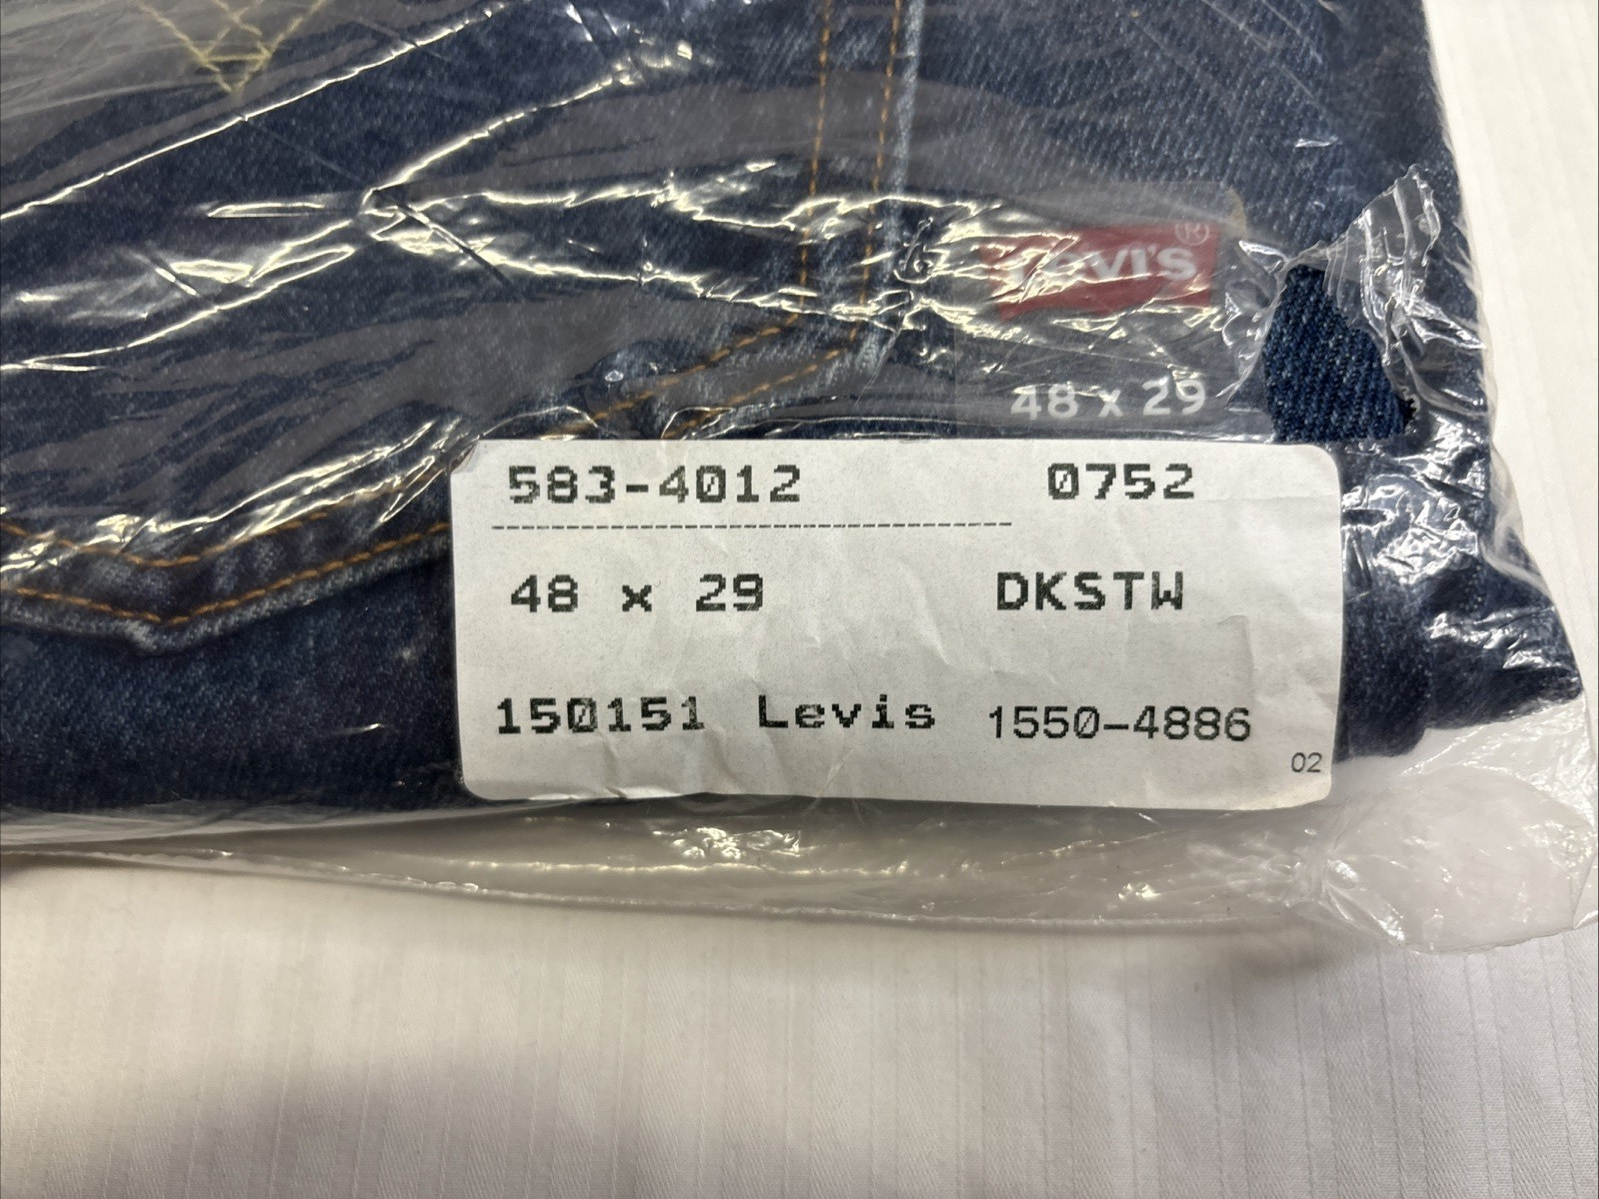 Levi's®
48 x 29
583-4012 0752
48 x 29 DKSTW
150151 Levis 1550-4886
02